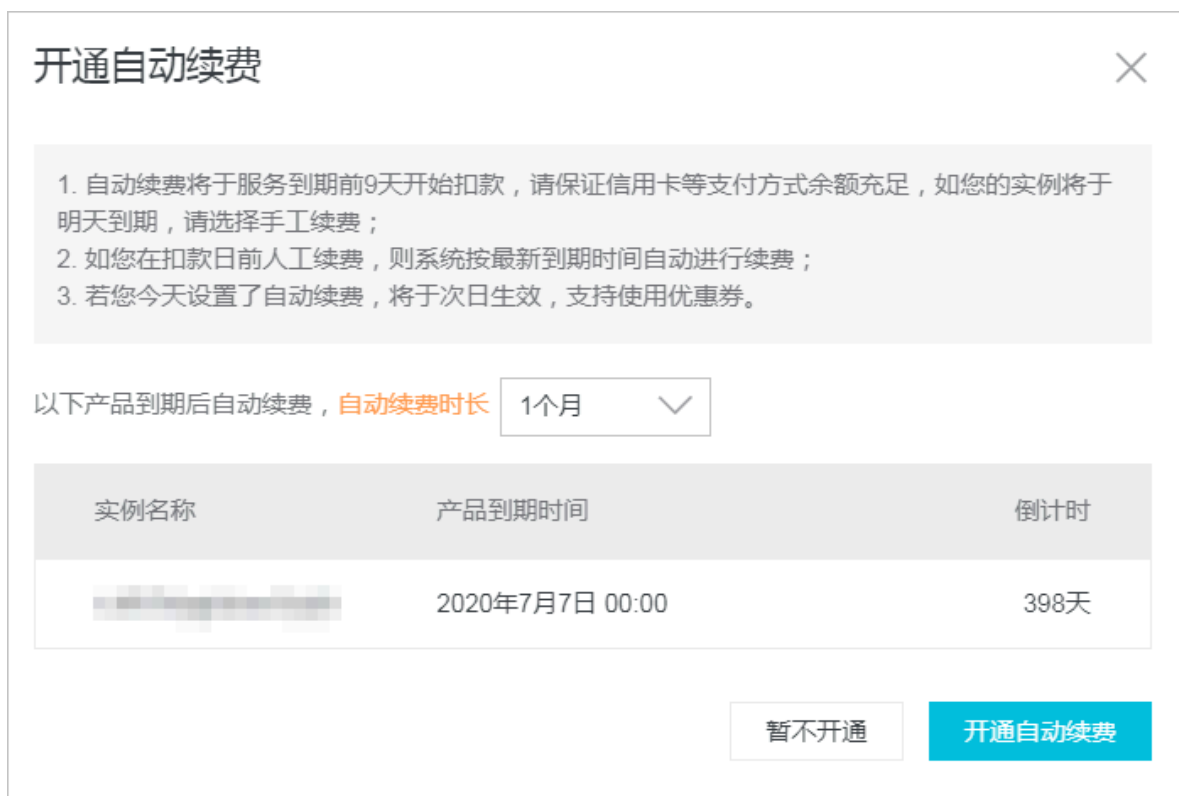 开通自动续费
1. 自动续费将于服务到期前9天开始扣款，请保证信用卡等支付方式余额充足，如您的实例将于
明天到期，请选择手工续费；
2. 如您在扣款日前人工续费，则系统按最新到期时间自动进行续费；
3. 若您今天设置了自动续费，将于次日生效，支持使用优惠券。
以下产品到期后自动续费，自动续费时长 1个月
实例名称 产品到期时间 倒计时
2020年7月7日 00:00 398天
暂不开通 开通自动续费